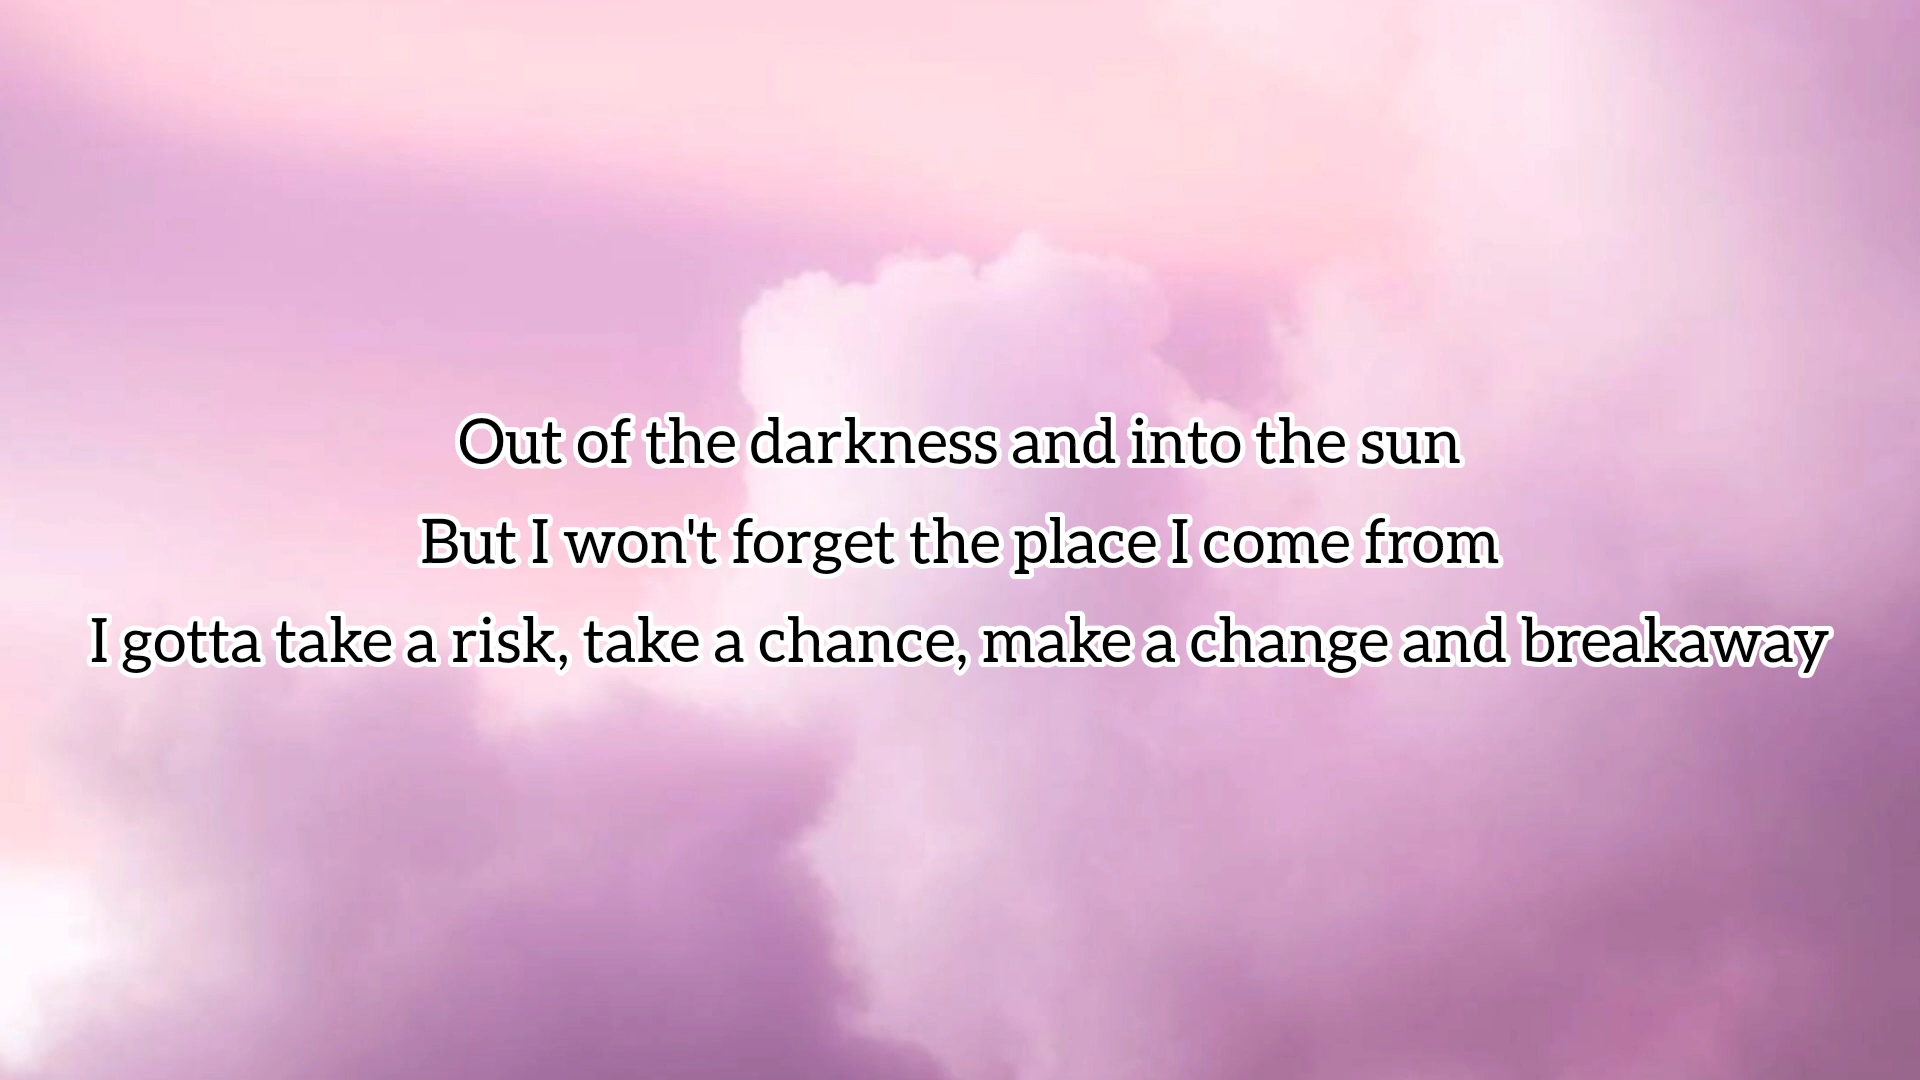 Out of the darkness and into the sun
But I won't forget the place I come from
I gotta take a risk, take a chance, make a change and breakaway